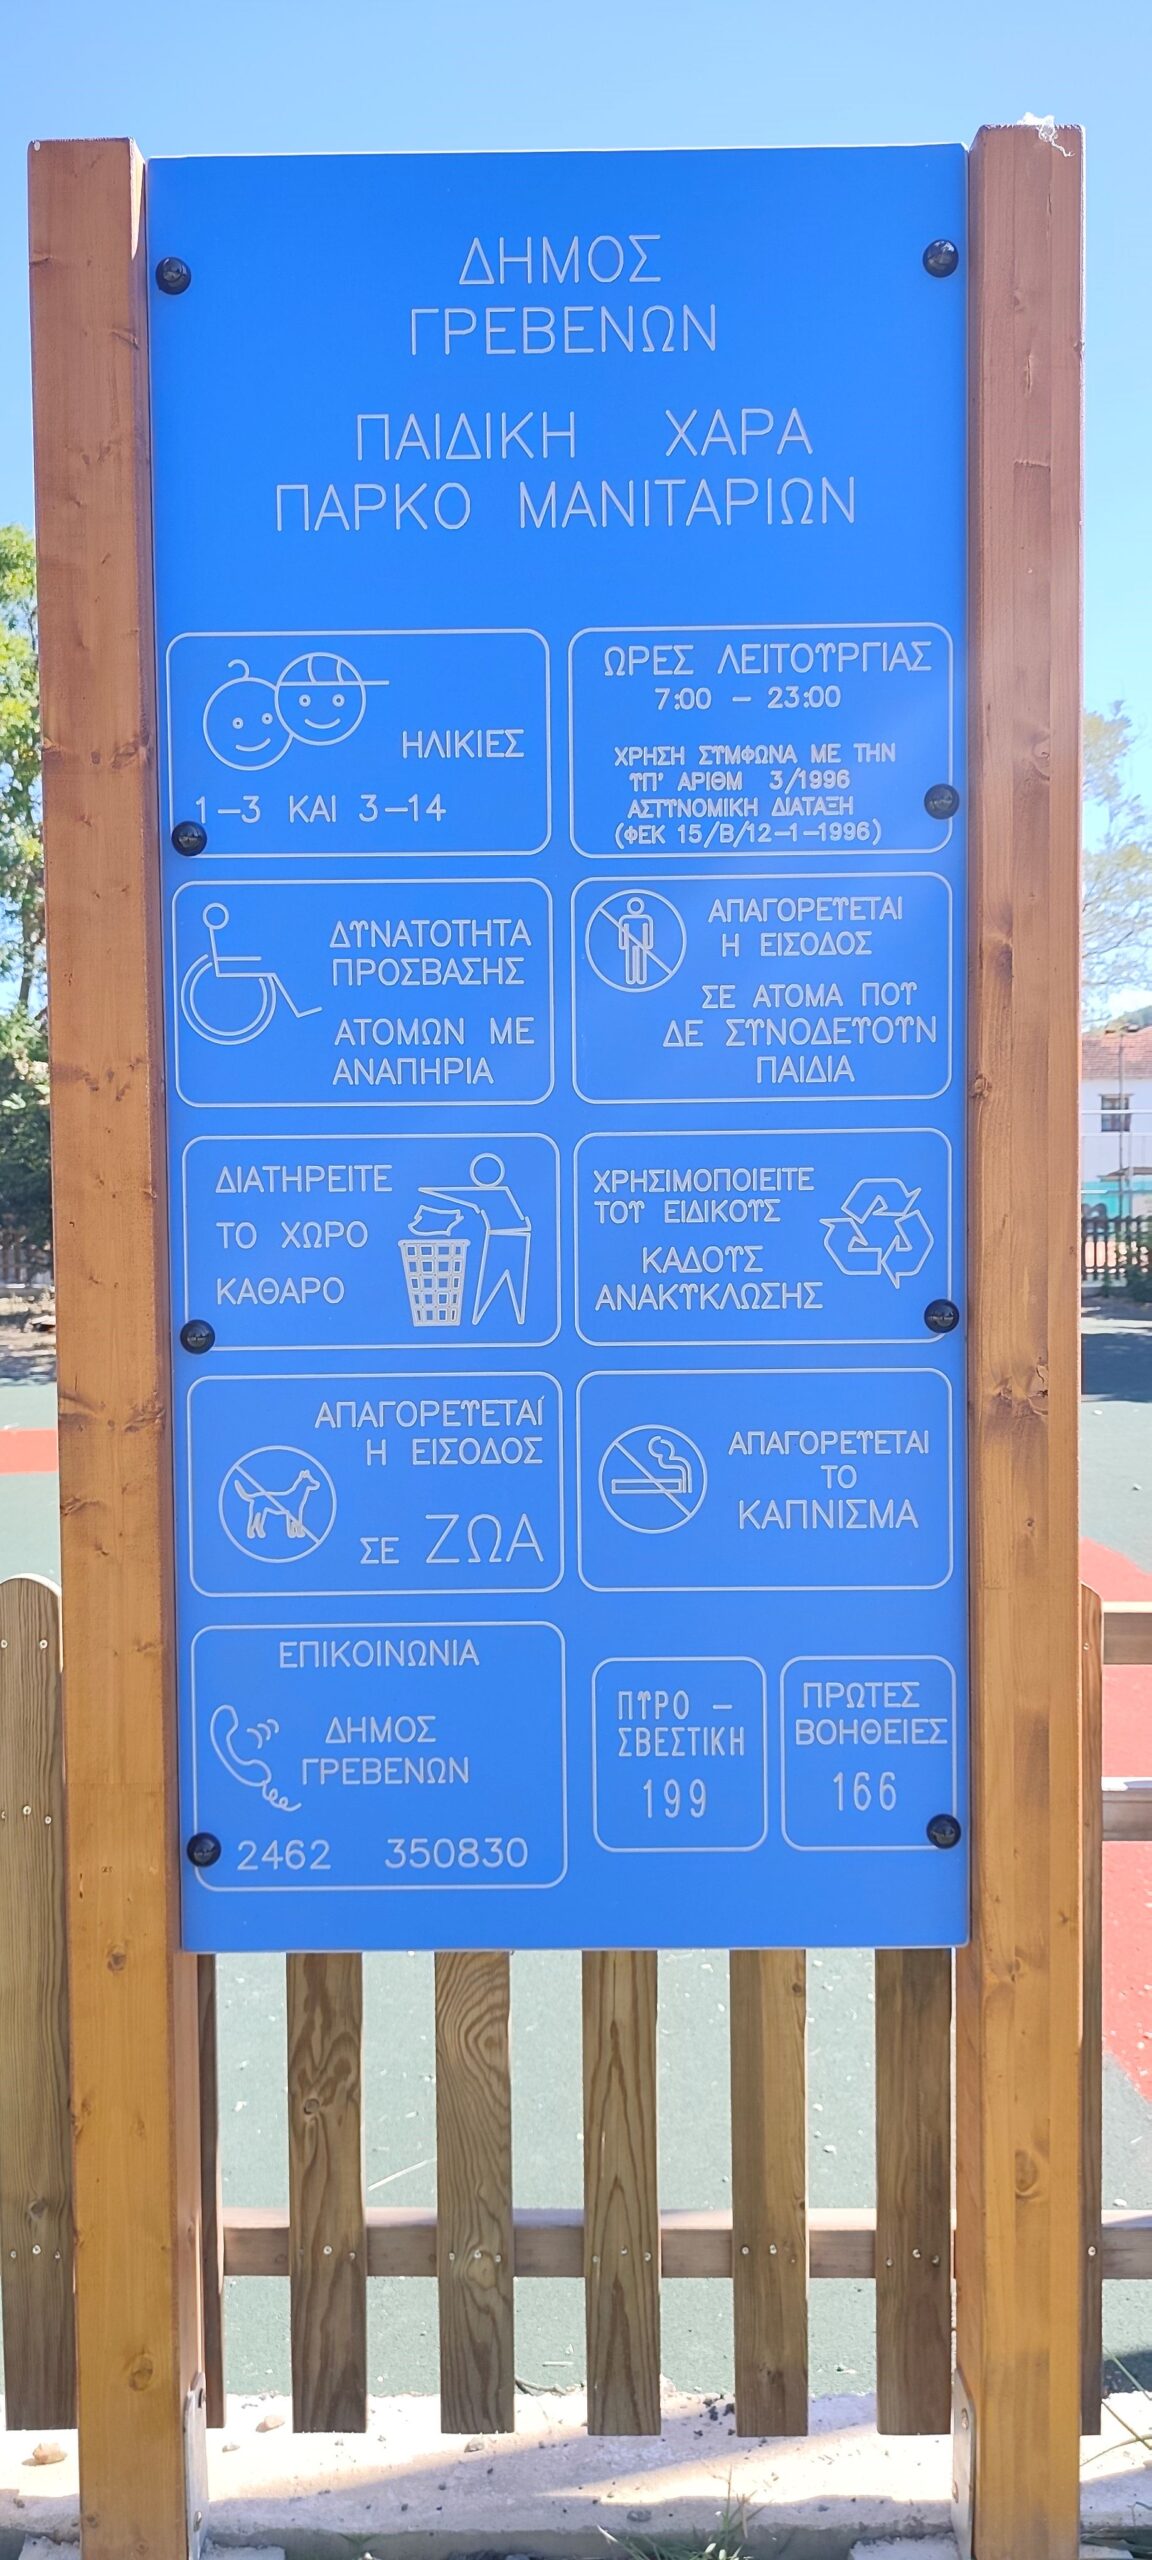 ΔΗΜΟΣ
ΓΡΕΒΕΝΩΝ
ΠΑΙΔΙΚΗ ΧΑΡΑ
ΠΑΡΚΟ ΜΑΝΙΤΑΡΙΩΝ
ΗΛΙΚΙΕΣ
1-3 ΚΑΙ 3-14
ΩΡΕΣ ΛΕΙΤΟΥΡΓΙΑΣ
7:00 - 23:00
ΧΡΗΣΗ ΣΥΜΦΩΝΑ ΜΕ ΤΗΝ
ΥΠ' ΑΡΙΘΜ 3/1996
ΑΣΤΥΝΟΜΙΚΗ ΔΙΑΤΑΞΗ
(ΦΕΚ 15/Β/12-1-1996)
ΔΥΝΑΤΟΤΗΤΑ
ΠΡΟΣΒΑΣΗΣ
ΑΤΟΜΩΝ ΜΕ
ΑΝΑΠΗΡΙΑ
ΑΠΑΓΟΡΕΥΕΤΑΙ
Η ΕΙΣΟΔΟΣ
ΣΕ ΑΤΟΜΑ ΠΟΥ
ΔΕ ΣΥΝΟΔΕΥΟΥΝ
ΠΑΙΔΙΑ
ΔΙΑΤΗΡΕΙΤΕ
ΤΟ ΧΩΡΟ
ΚΑΘΑΡΟ
ΧΡΗΣΙΜΟΠΟΙΕΙΤΕ
ΤΟΥ ΕΙΔΙΚΟΥΣ
ΚΑΔΟΥΣ
ΑΝΑΚΥΚΛΩΣΗΣ
ΑΠΑΓΟΡΕΥΕΤΑΙ
Η ΕΙΣΟΔΟΣ
ΣΕ ΖΩΑ
ΑΠΑΓΟΡΕΥΕΤΑΙ
ΤΟ
ΚΑΠΝΙΣΜΑ
ΕΠΙΚΟΙΝΩΝΙΑ
ΔΗΜΟΣ
ΓΡΕΒΕΝΩΝ
2462 350830
ΠΥΡΟ -
ΣΒΕΣΤΙΚΗ
199
ΠΡΩΤΕΣ
ΒΟΗΘΕΙΕΣ
166